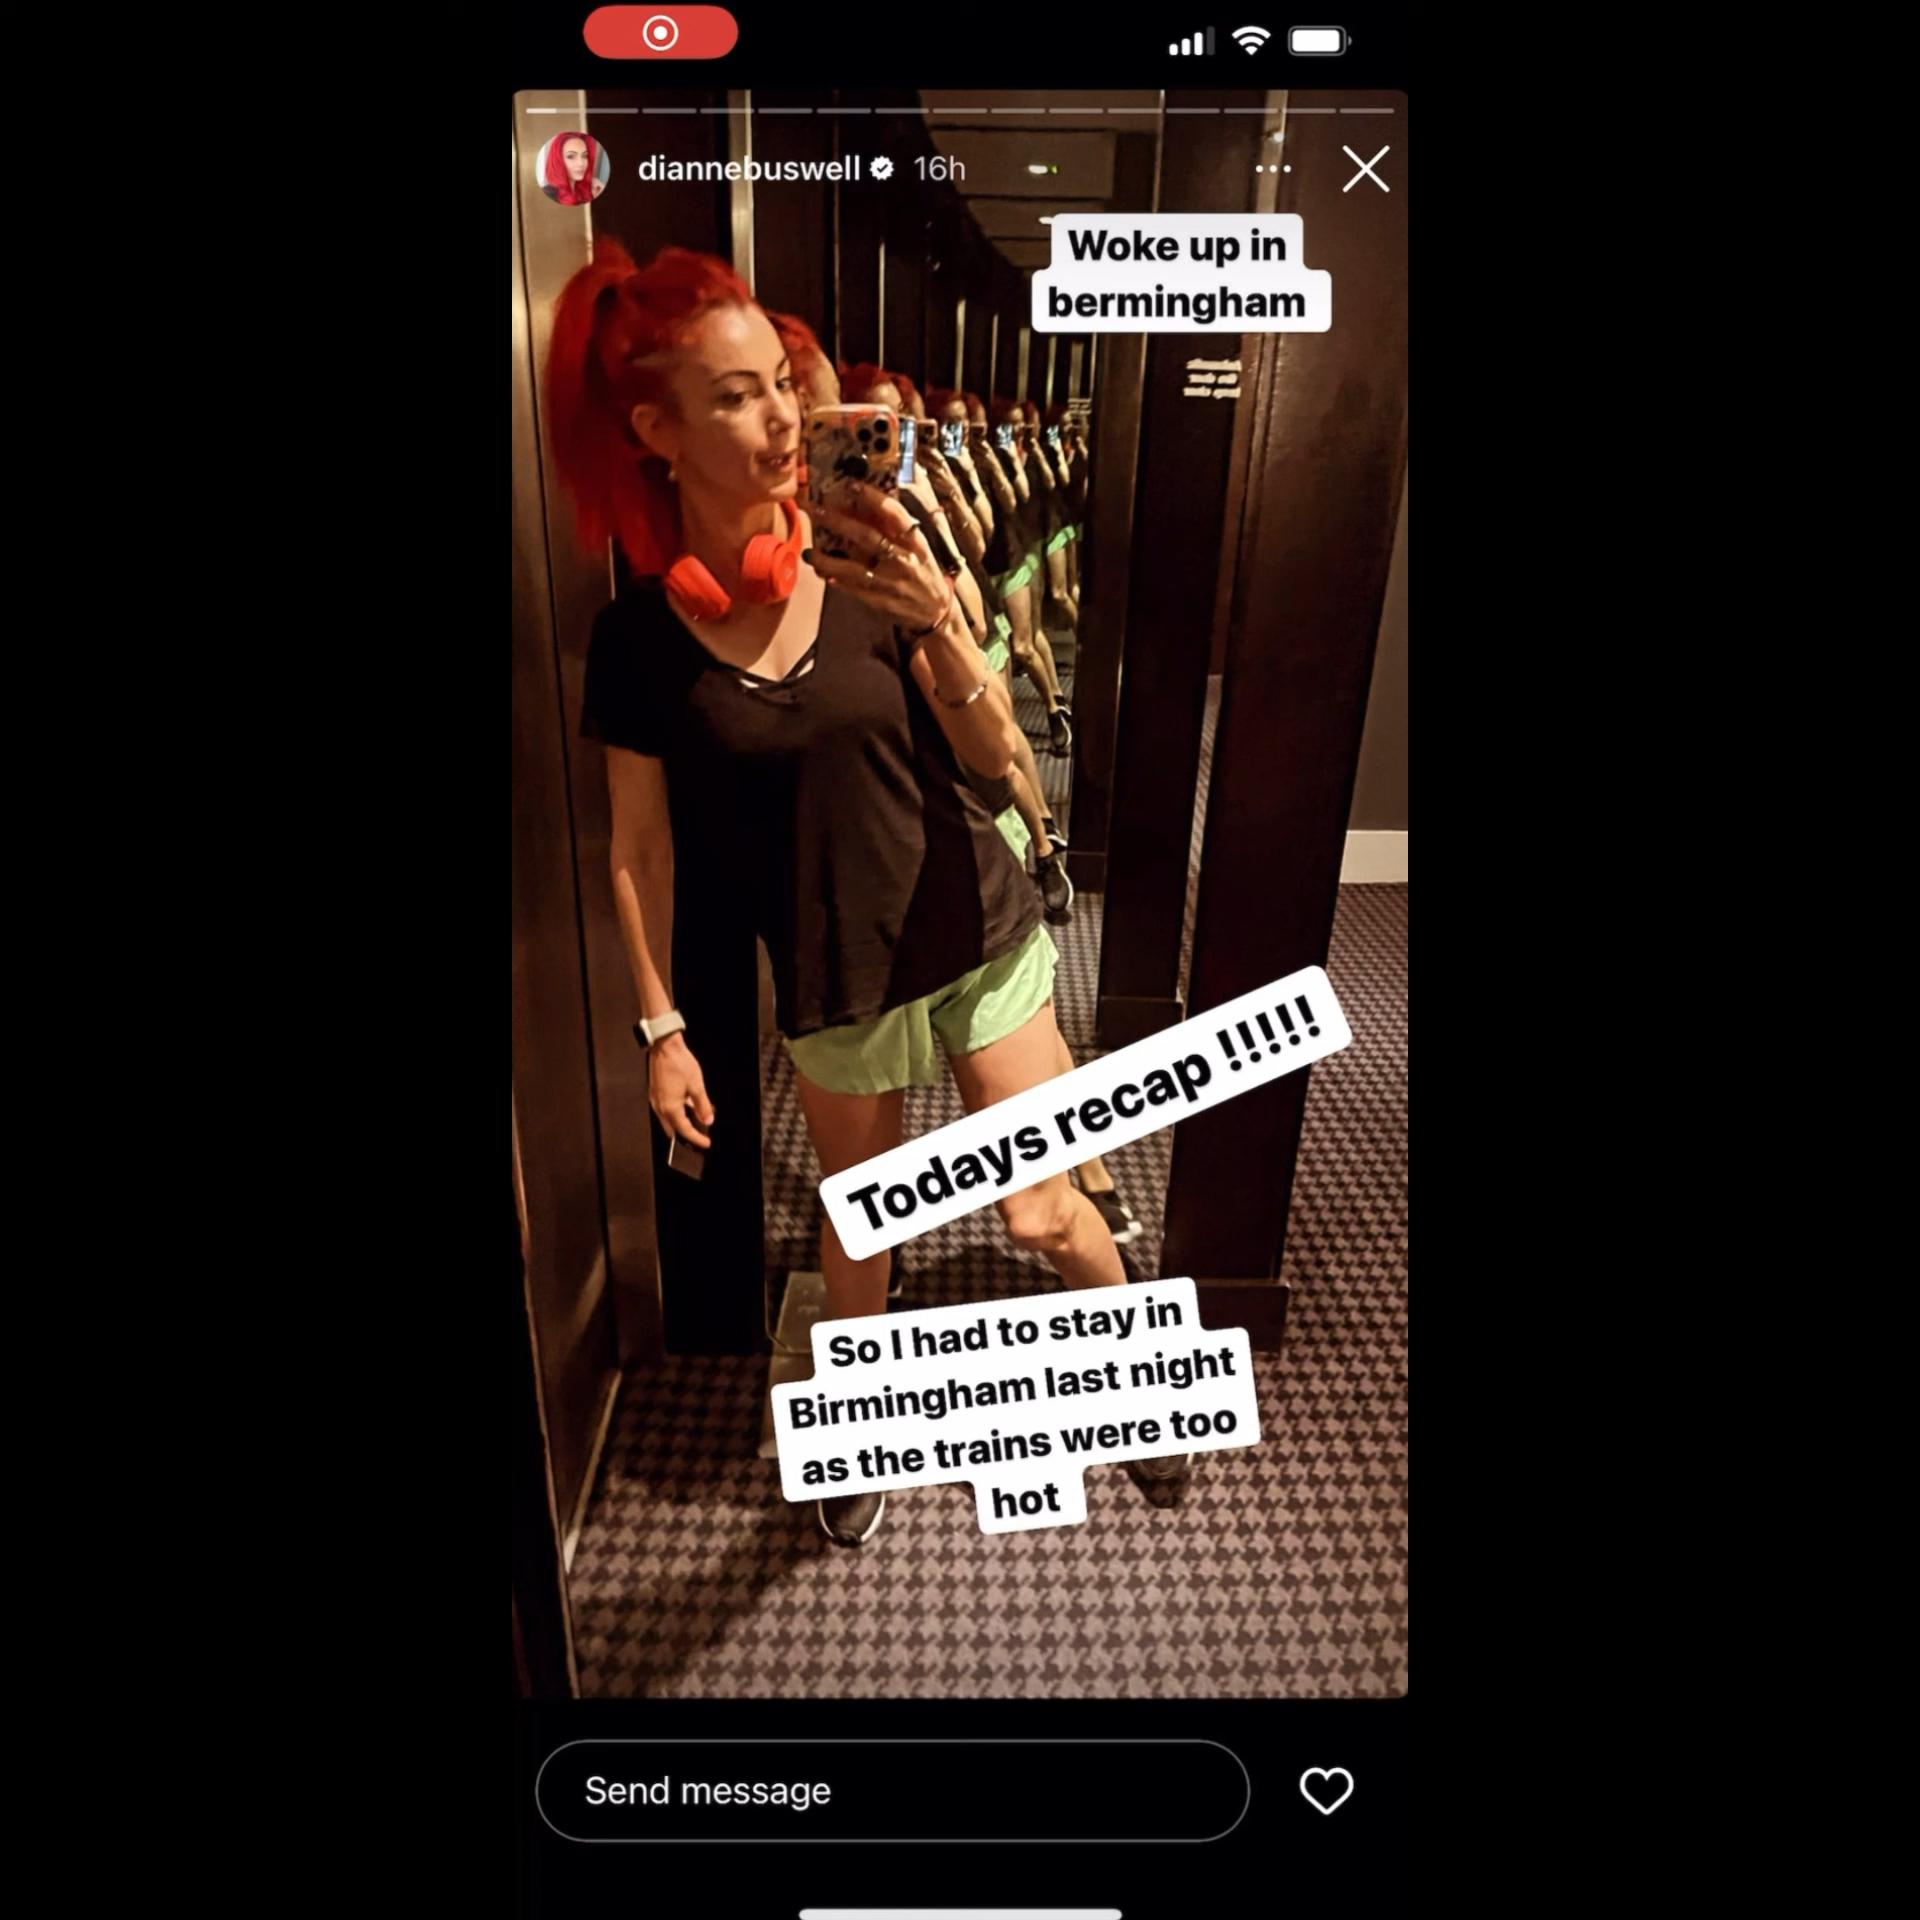 diannebuswell 16h
Woke up in
bermingham
Todays recap !!!!!
So I had to stay in
Birmingham last night
as the trains were too
hot
Send message